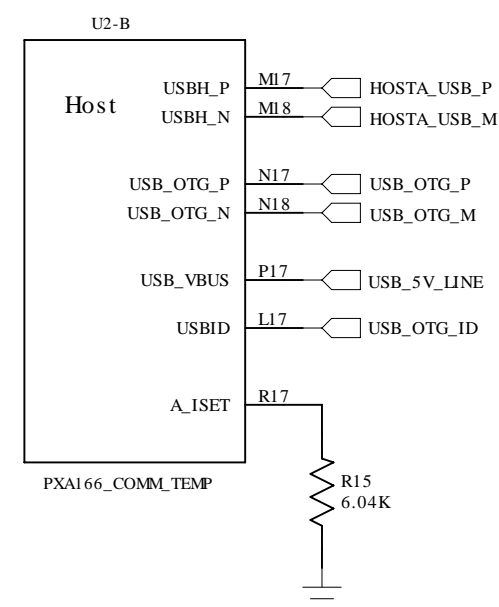 U2-B
USBH_P M17 HOSTA_USB_P
Host
USBH_N M18 HOSTA_USB_M
USB_OTG_P N17 USB_OTG_P
USB_OTG_N N18 USB_OTG_M
USB_VBUS P17 USB_5V_LINE
USBID L17 USB_OTG_ID
A_ISET R17
PXA166_COMM_TEMP
R15
6.04K